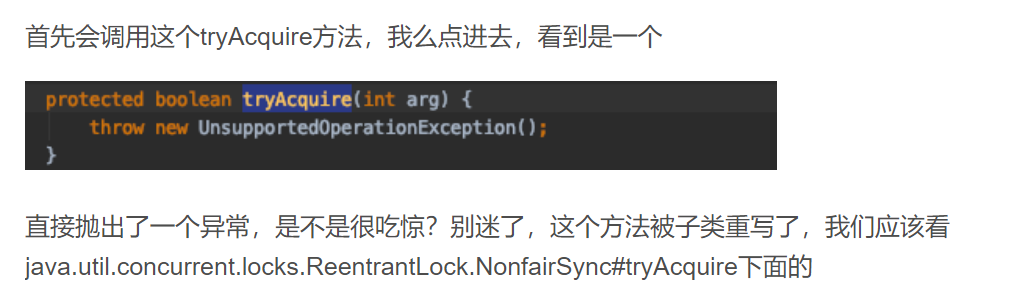 首先会调用这个tryAcquire方法，我么点进去，看到是一个
protected boolean tryAcquire(int arg) {
throw new UnsupportedOperationException();
}
直接抛出了一个异常，是不是很吃惊？别迷了，这个方法被子类重写了，我们应该看
java.util.concurrent.locks.ReentrantLock.NonfairSync#tryAcquire下面的